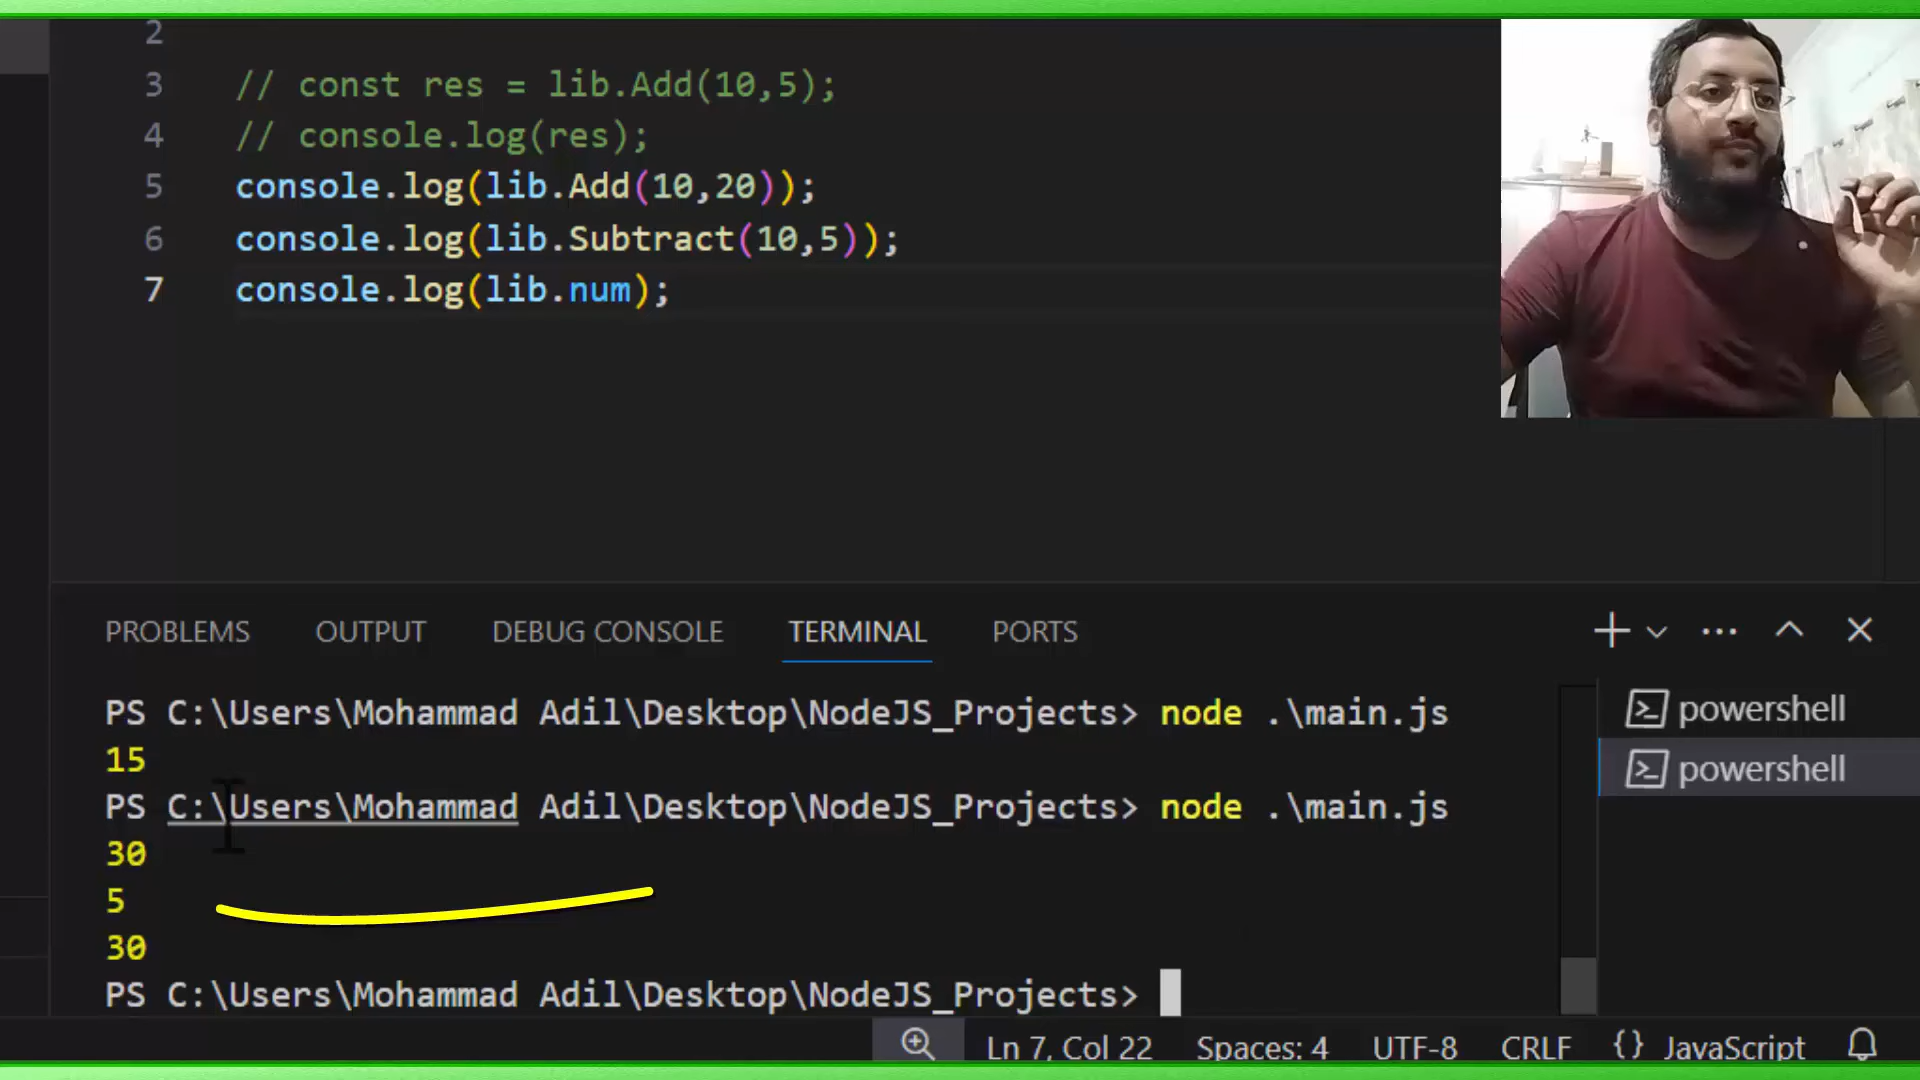 2
3 // const res = lib.Add(10,5);
4 // console.log(res);
5 console.log(lib.Add(10,20));
6 console.log(lib.Subtract(10,5));
7 console.log(lib.num);
PROBLEMS OUTPUT DEBUG CONSOLE TERMINAL PORTS
PS C:\Users\Mohammad Adil\Desktop\NodeJS_Projects> node .\main.js
15
PS C:\Users\Mohammad Adil\Desktop\NodeJS_Projects> node .\main.js
30
5
30
PS C:\Users\Mohammad Adil\Desktop\NodeJS_Projects>
powershell
powershell
Ln 7, Col 22 Spaces: 4 UTF-8 CRLF {} JavaScript